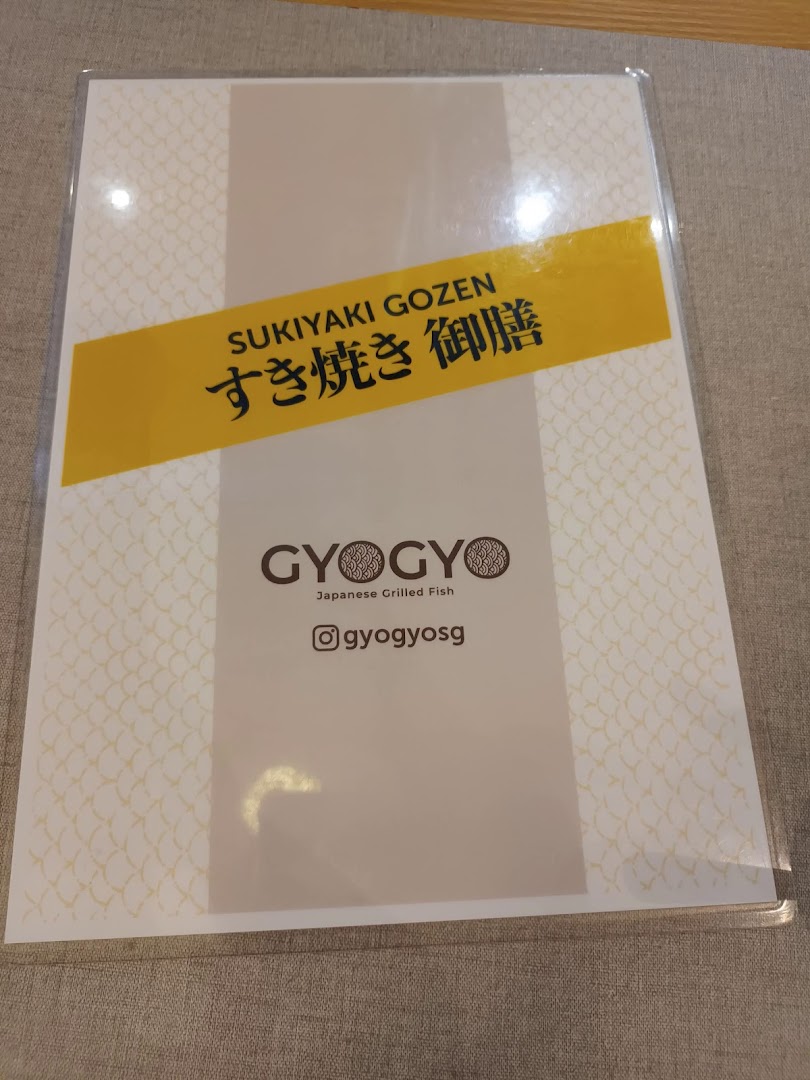 SUKIYAKI GOZEN
すき焼き 御膳
GYOGYO
Japanese Grilled Fish
gyogyosg